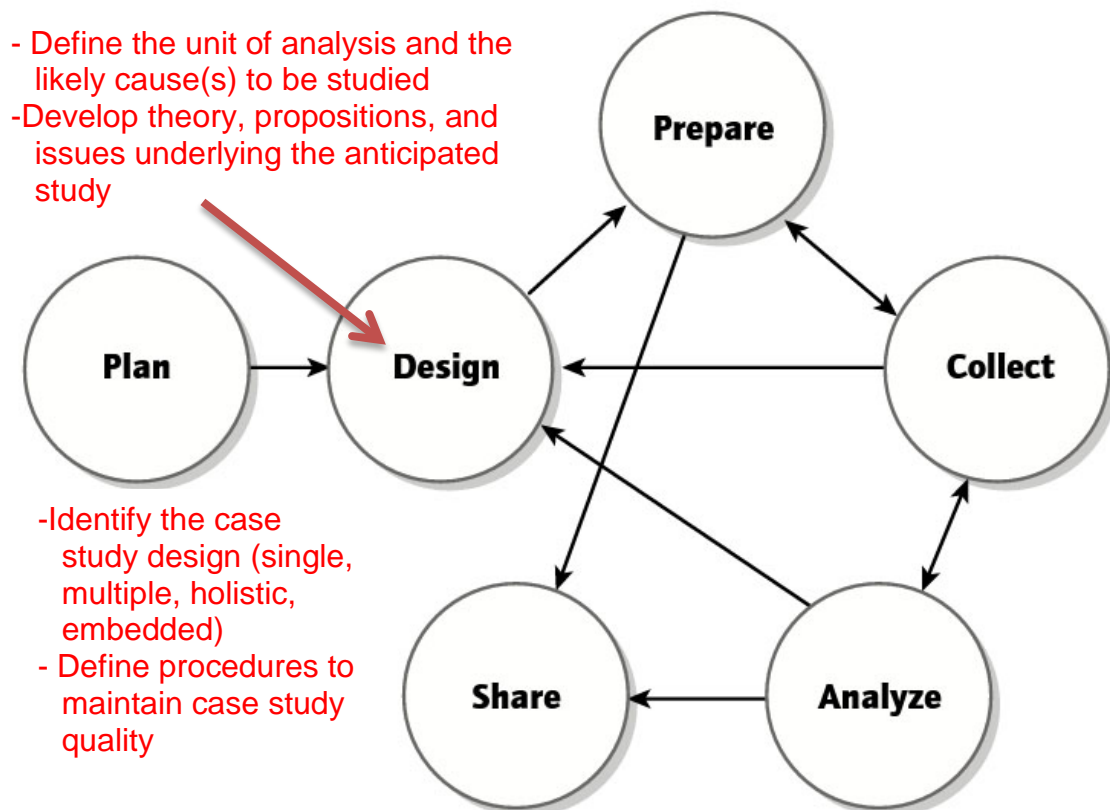 - Define the unit of analysis and the
likely cause(s) to be studied
-Develop theory, propositions, and
issues underlying the anticipated
study
Prepare
Plan
Design
Collect
-Identify the case
study design (single,
multiple, holistic,
embedded)
- Define procedures to
maintain case study
quality
Share
Analyze